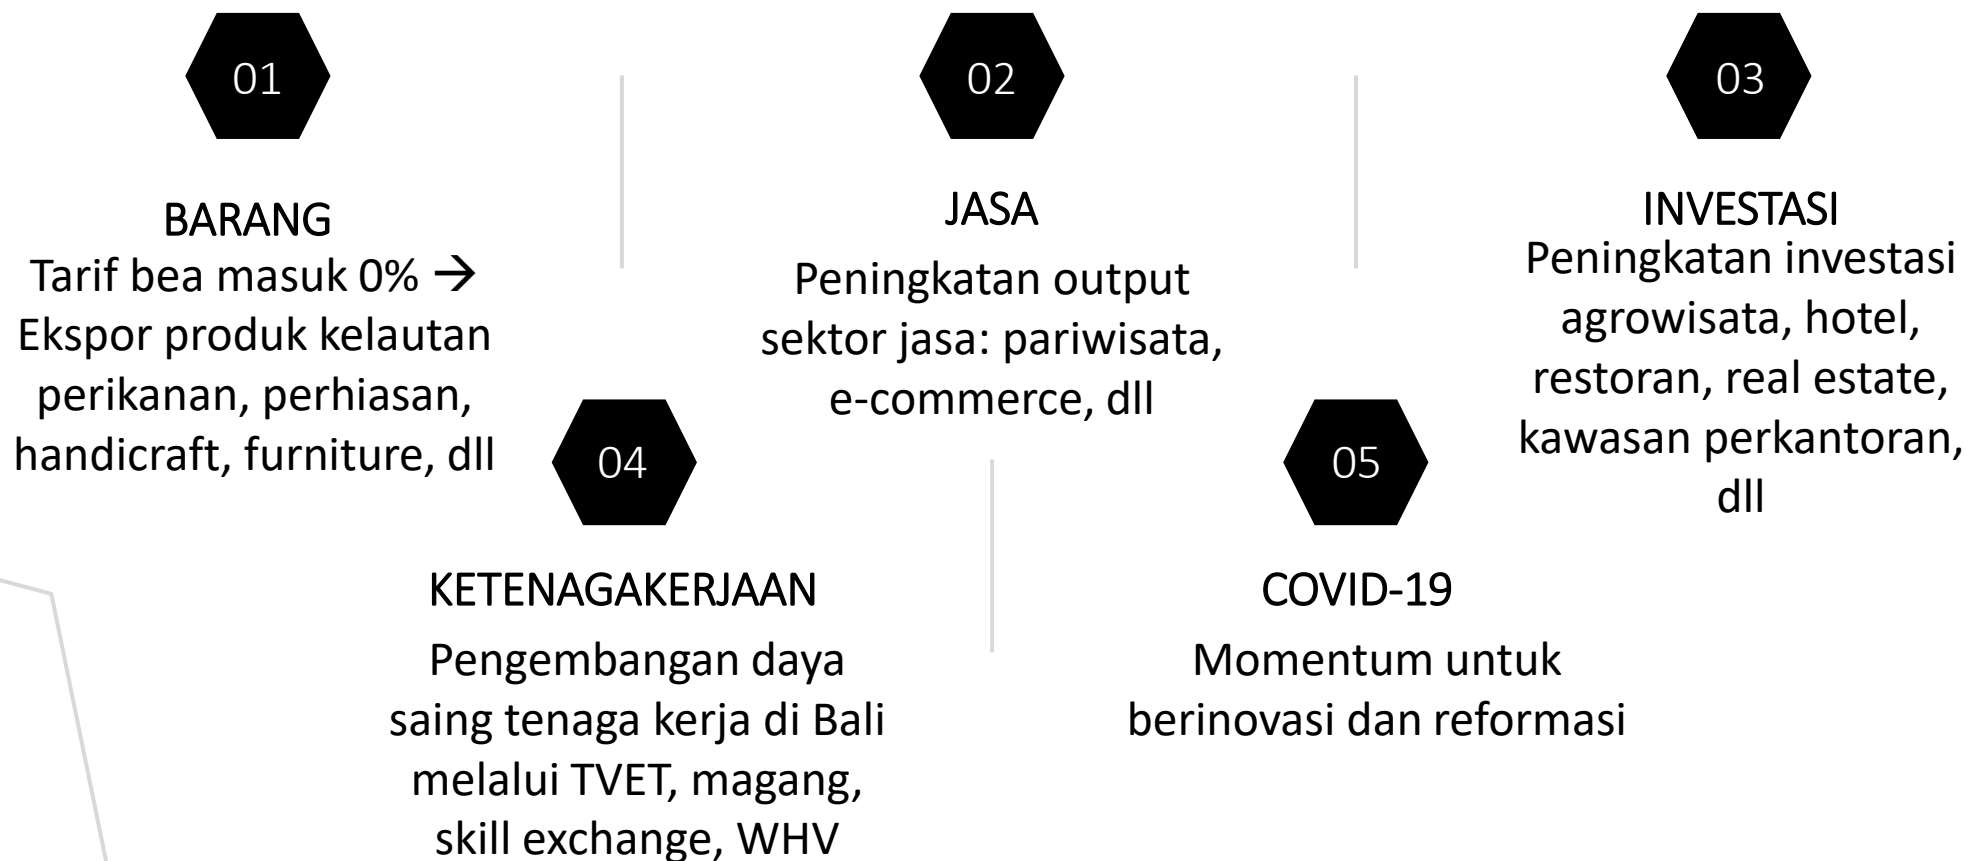 01
BARANG
Tarif bea masuk 0% →
Ekspor produk kelautan
perikanan, perhiasan,
handicraft, furniture, dll
02
JASA
Peningkatan output
sektor jasa: pariwisata,
e-commerce, dll
03
INVESTASI
Peningkatan investasi
agrowisata, hotel,
restoran, real estate,
kawasan perkantoran,
dll
04
KETENAGAKERJAAN
Pengembangan daya
saing tenaga kerja di Bali
melalui TVET, magang,
skill exchange, WHV
05
COVID-19
Momentum untuk
berinovasi dan reformasi